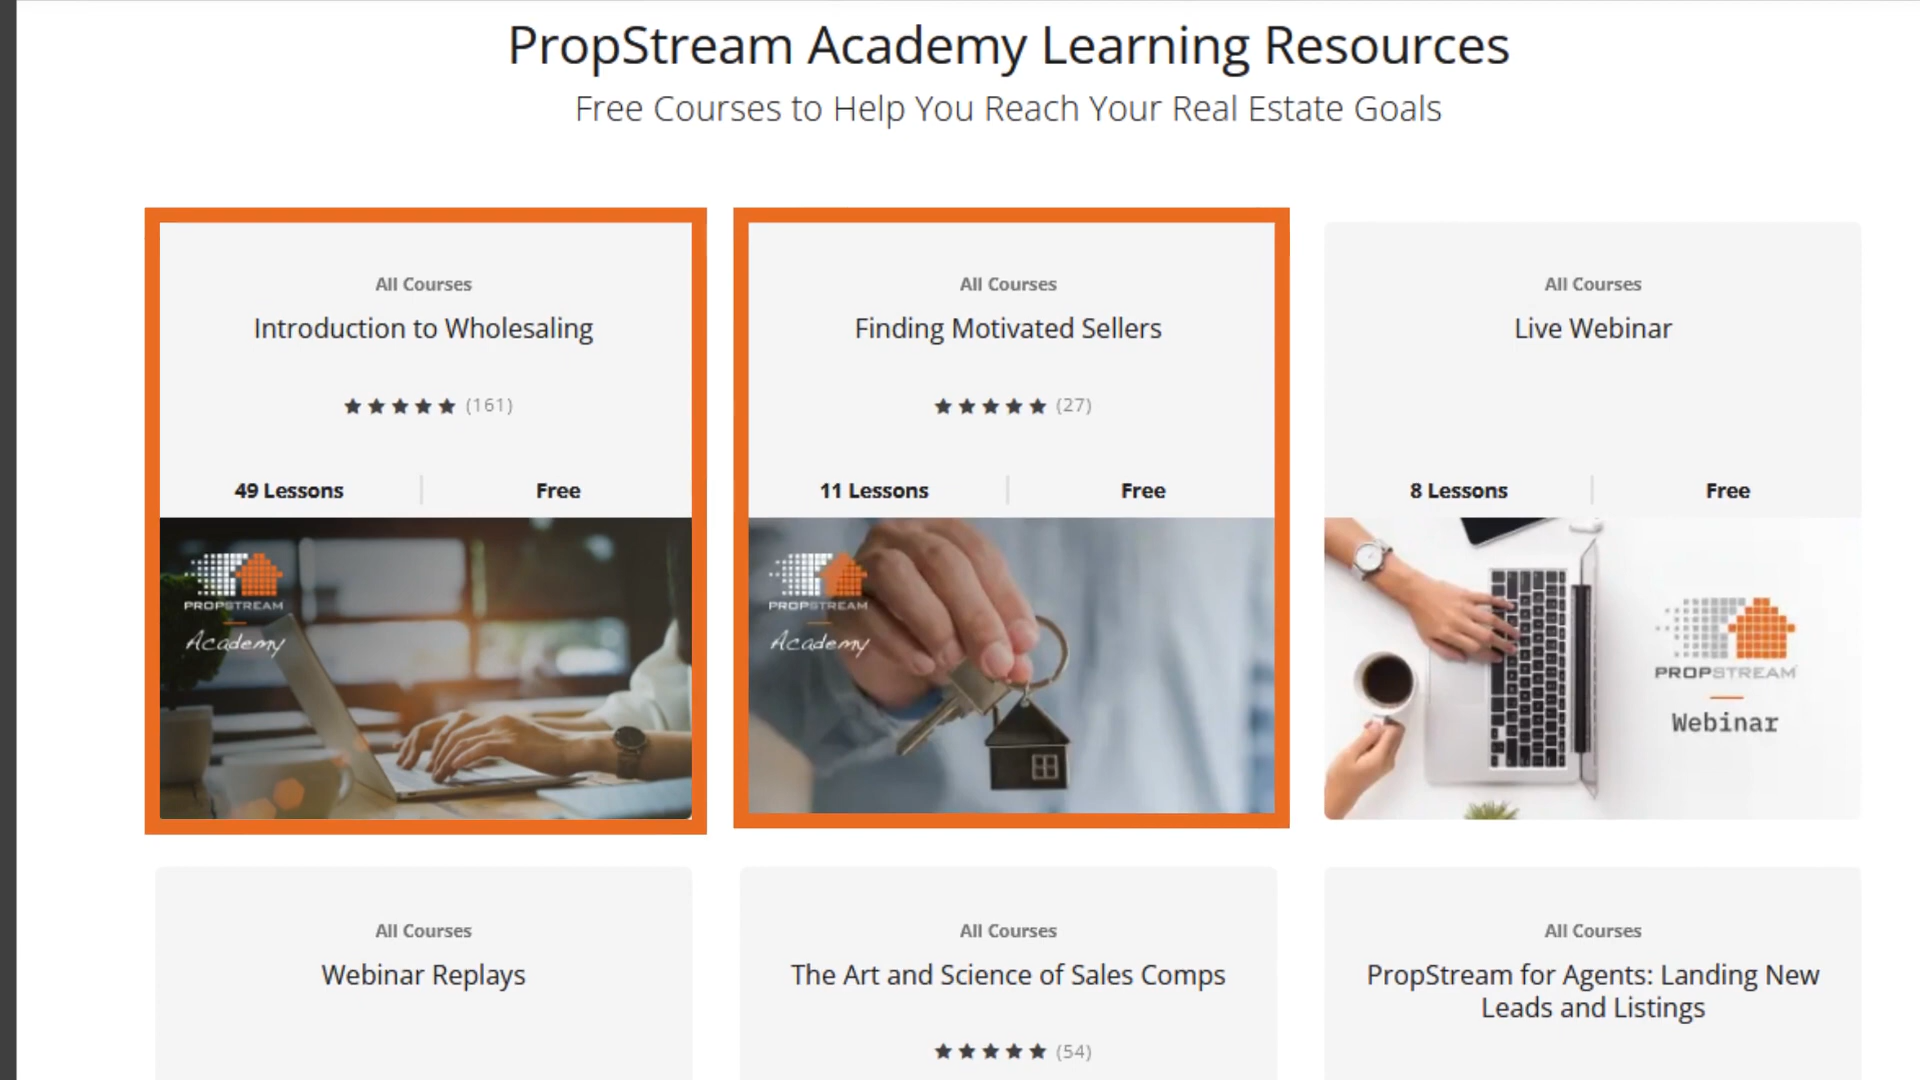 PropStream Academy Learning Resources
Free Courses to Help You Reach Your Real Estate Goals
All Courses
Introduction to Wholesaling
(161)
49 Lessons
Free
PROPSTREAM
Academy
All Courses
Finding Motivated Sellers
(27)
11 Lessons
Free
PROPSTREAM
Academy
All Courses
Live Webinar
8 Lessons
Free
PROPSTREAM
Webinar
All Courses
Webinar Replays
All Courses
The Art and Science of Sales Comps
(54)
All Courses
PropStream for Agents: Landing New
Leads and Listings